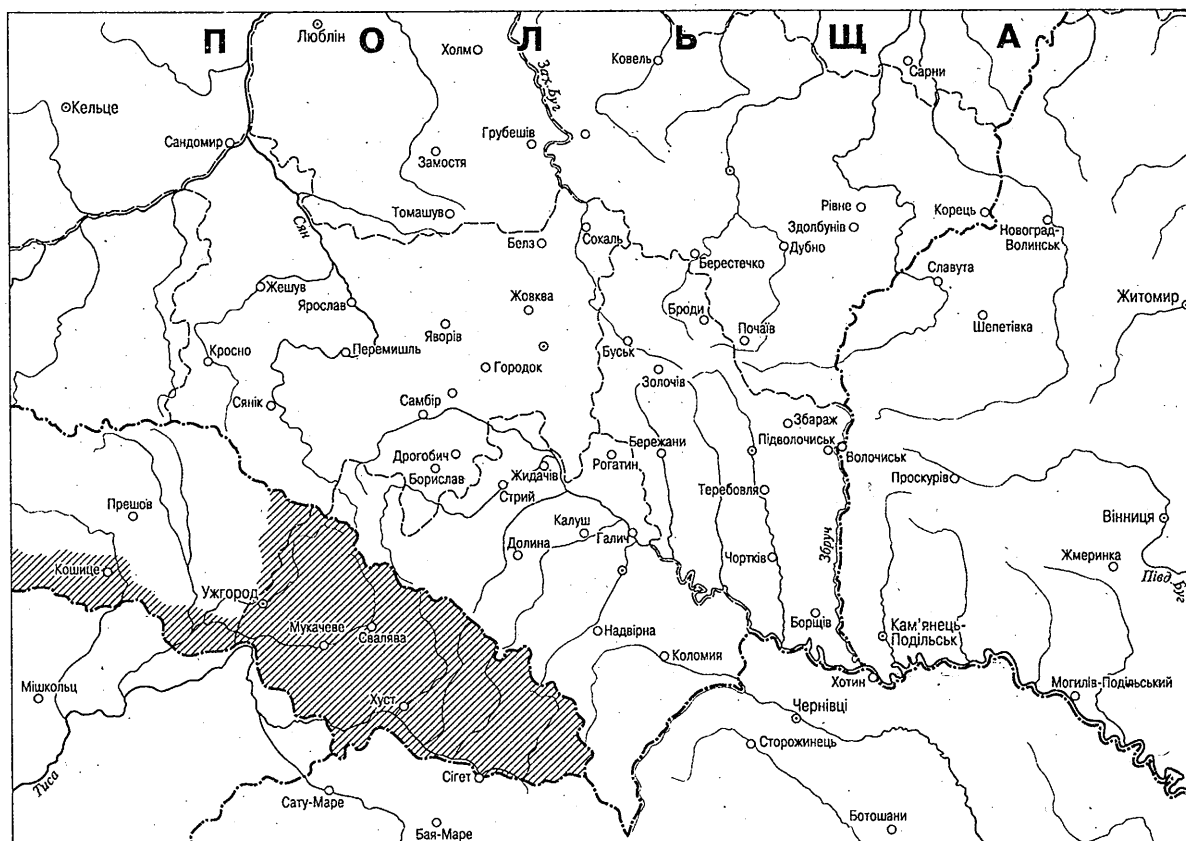 ПОЛЬЩА
Люблін
Холм
Ковель
Сарни
Зах. Буг
Кельце
Сандомир
Грубешів
Замостя
Томашув
Сян
Белз
Сокаль
Рівне
Здолбунів
Дубно
Корець
Новоград-
Волинськ
Берестечко
Славута
Жешув
Ярослав
Жовква
Броди
Почаїв
Шепетівка
Житомир
Яворів
Кросно
Перемишль
Городок
Буськ
Золочів
Сянік
Самбір
Збараж
Підволочиськ
Волочиськ
Дрогобич
Борислав
Жидачів
Стрий
Рогатин
Бережани
Теребовля
Проскурів
Прешов
Калуш
Галич
Долина
Чортків
Збруч
Вінниця
Жмеринка
Півд. Буг
Кошице
Ужгород
Мукачеве
Свалява
Надвірна
Коломия
Борщів
Кам'янець-
Подільськ
Мішкольц
Хуст
Хотин
Могилів-Подільський
Чернівці
Сторожинець
Тиса
Сігет
Сату-Маре
Бая-Маре
Ботошани